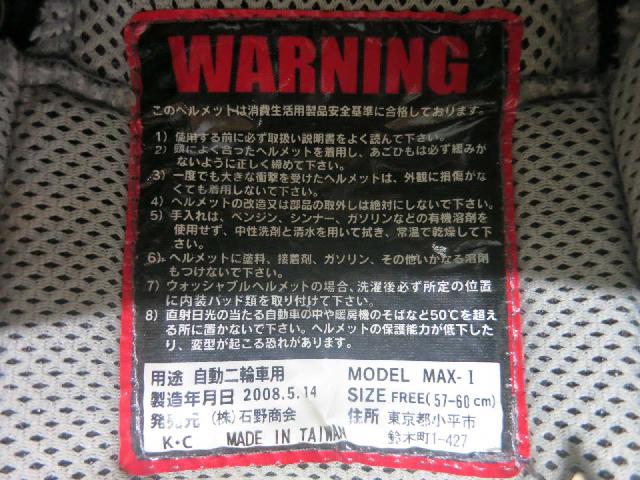 WARNING
このヘルメットは消費生活用製品安全基準に合格しております。
1) 使用する前に必ず取扱い説明書をよく読んで下さい。
2) 頭によく合ったヘルメットを着用し、あごひもは必ず緩みが
ないように正しく締めて下さい。
3) 一度でも大きな衝撃を受けたヘルメットは、外観に損傷がな
くても着用しないで下さい。
4) ヘルメットの改造又は部品の取外しは絶対にしないで下さい。
5) 手入れは、ベンジン、シンナー、ガソリンなどの有機溶剤を
使用せず、中性洗剤と清水を用いて拭き、常温で乾燥して下
さい。
6) ヘルメットに塗料、接着剤、ガソリン、その他いかなる溶剤
もつけないで下さい。
7) ウォッシャブルヘルメットの場合、洗濯後必ず所定の位置
に内装パッド類を取り付けて下さい。
8) 直射日光の当たる自動車の中や暖房機のそばなど50℃を超え
る所に置かないで下さい。ヘルメットの保護能力が低下した
り、変型が起こる恐れがあります。
用途 自動二輪車用 MODEL MAX-I
製造年月日 2008.5.14 SIZE FREE(57-60cm)
発売元 (株)石野商会 住所 東京都小平市
K・C MADE IN TAIWAN 鈴木町1-427